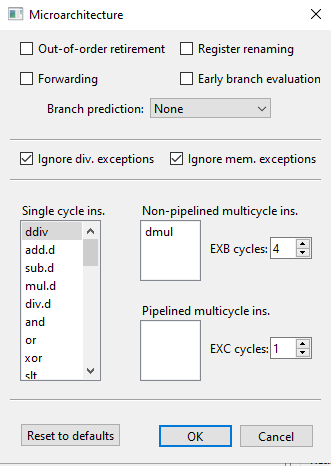 Microarchitecture
Out-of-order retirement
Register renaming
Forwarding
Early branch evaluation
Branch prediction: None
Ignore div. exceptions
Ignore mem. exceptions
Single cycle ins.
ddiv
add.d
sub.d
mul.d
div.d
and
or
xor
slt
Non-pipelined multicycle ins.
dmul
EXB cycles: 4
Pipelined multicycle ins.
EXC cycles: 1
Reset to defaults
OK
Cancel